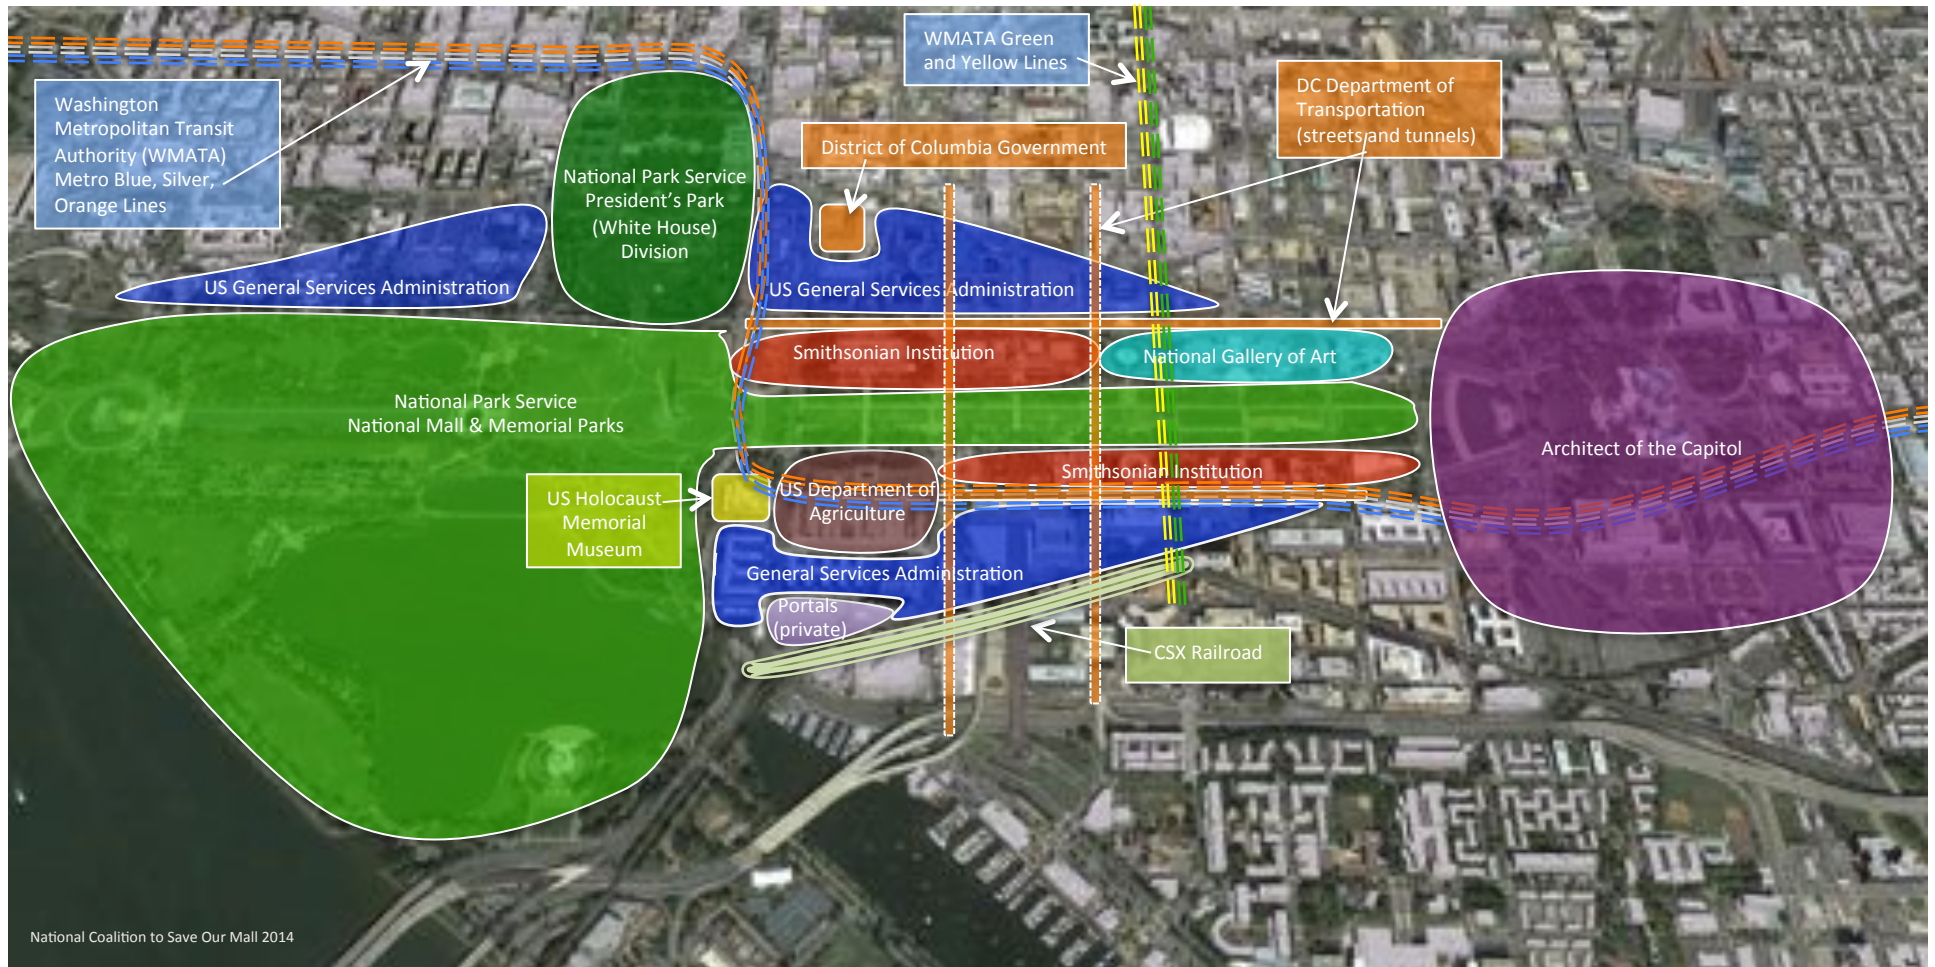 WMATA Green
and Yellow Lines
Washington
Metropolitan Transit
Authority (WMATA)
Metro Blue, Silver,
Orange Lines
DC Department of
Transportation
(streets and tunnels)
District of Columbia Government
National Park Service
President’s Park
(White House)
Division
US General Services Administration
US General Services Administration
Smithsonian Institution
National Gallery of Art
National Park Service
National Mall & Memorial Parks
Architect of the Capitol
Smithsonian Institution
US Holocaust
Memorial
Museum
US Department of
Agriculture
General Services Administration
Portals
(private)
CSX Railroad
National Coalition to Save Our Mall 2014